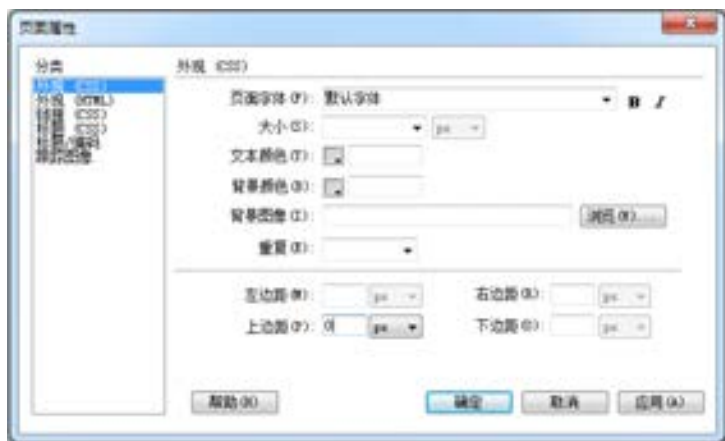 页面属性
分类
外观 (CSS)
外观 (HTML)
链接 (CSS)
标题 (CSS)
标题/编码
跟踪图像
外观 (CSS)
页面字体(F): 默认字体 B I
大小(S): px
文本颜色(T):
背景颜色(B):
背景图像(I): 浏览(W)...
重复(E):
左边距(M): px 右边距(R): px
上边距(P): 0 px 下边距(O): px
帮助(H) 确定 取消 应用(A)